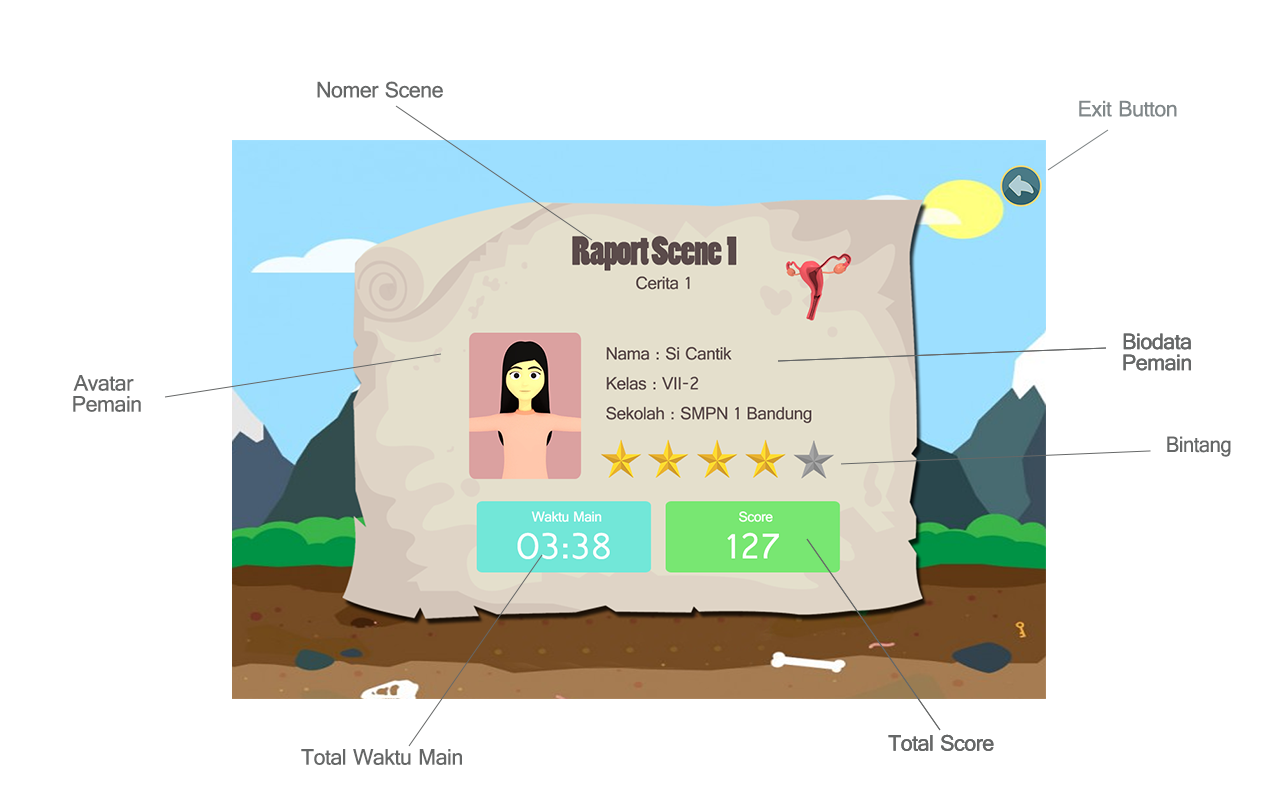 Nomer Scene
Exit Button
Raport Scene 1
Cerita 1
Nama : Si Cantik
Kelas : VII-2
Sekolah : SMPN 1 Bandung
Biodata
Pemain
Avatar
Pemain
Bintang
Waktu Main
03:38
Score
127
Total Waktu Main
Total Score